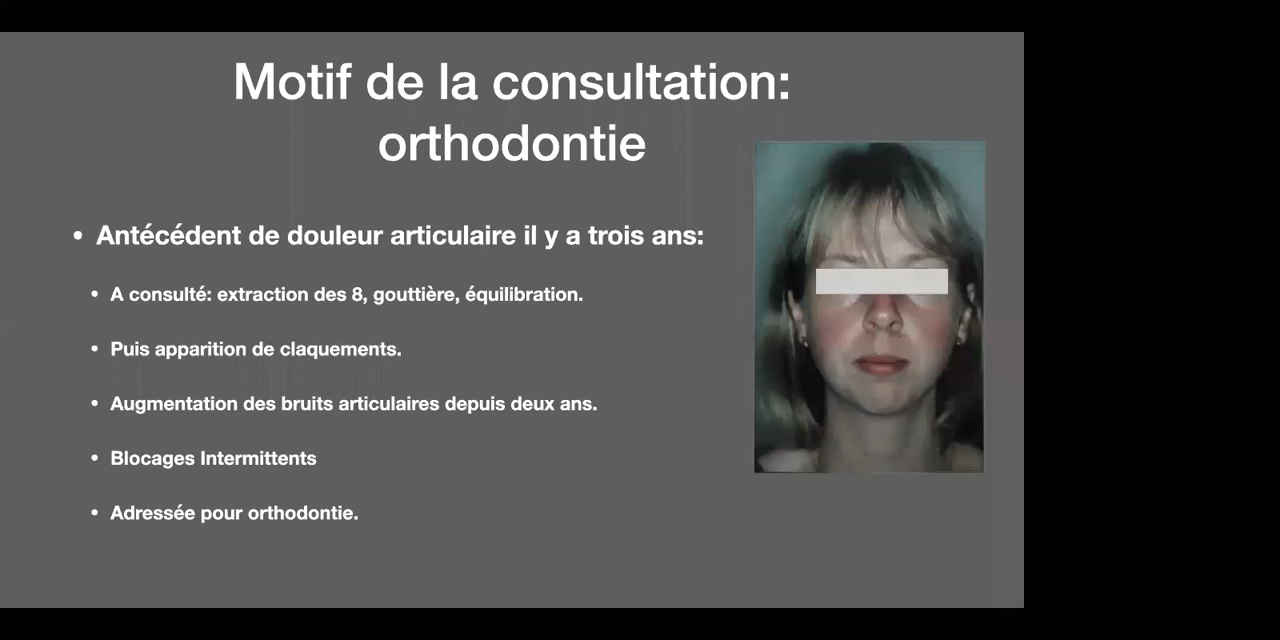 Motif de la consultation:
orthodontie
• Antécédent de douleur articulaire il y a trois ans:
• A consulté: extraction des 8, gouttière, équilibration.
• Puis apparition de claquements.
• Augmentation des bruits articulaires depuis deux ans.
• Blocages Intermittents
• Adressée pour orthodontie.